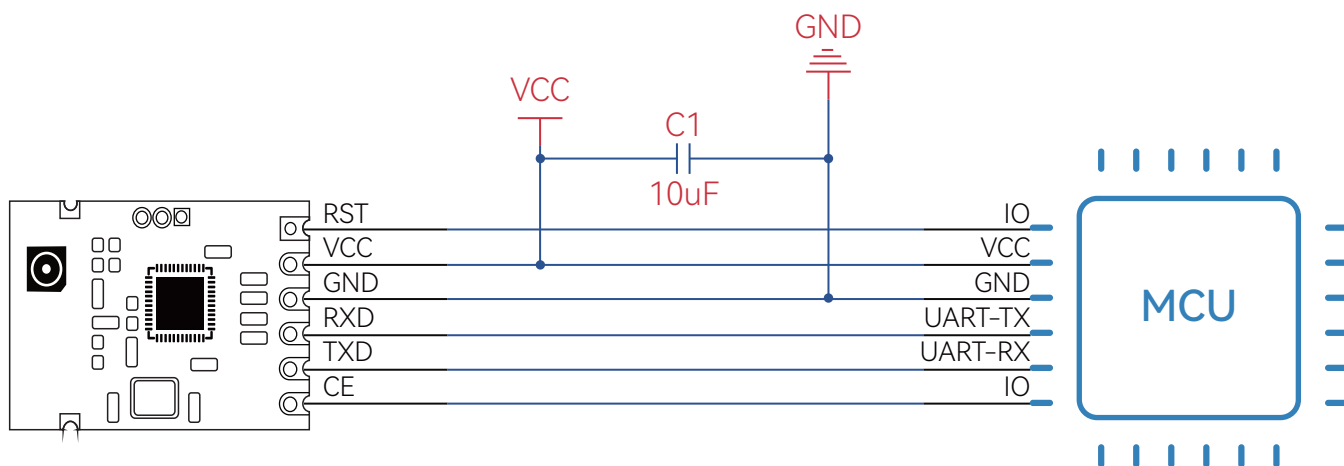 GND
VCC
C1
10uF
RST
IO
VCC
VCC
GND
GND
RXD
UART-TX
TXD
UART-RX
CE
IO
MCU